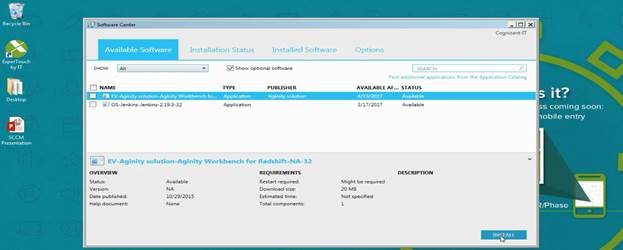 Recycle Bin
ExperTouch
by IT
Desktop
SCCM
Presentation
Software Center
Cognizant-IT
Available Software
Installation Status
Installed Software
Options
SHOW
All
Show optional software
SEARCH
Find additional applications from the Application Catalog
NAME
TYPE
PUBLISHER
AVAILABLE AF...
STATUS
EV-Aginity solution-Aginity Workbench fo...
Application
Aginity solution
4/13/2017
Available
OS-Jenkins-Jenkins-2.19.3-32
Application
3/17/2017
Available
EV-Aginity solution-Aginity Workbench for Redshift-NA-32
OVERVIEW
Status:
Available
Version:
NA
Date published:
10/29/2015
Help document:
None
REQUIREMENTS
Restart required:
Might be required
Download size:
20 MB
Estimated time:
Not specified
Total components:
1
DESCRIPTION
INSTALL
s it?
ess coming soon:
mobile entry
R/Phase